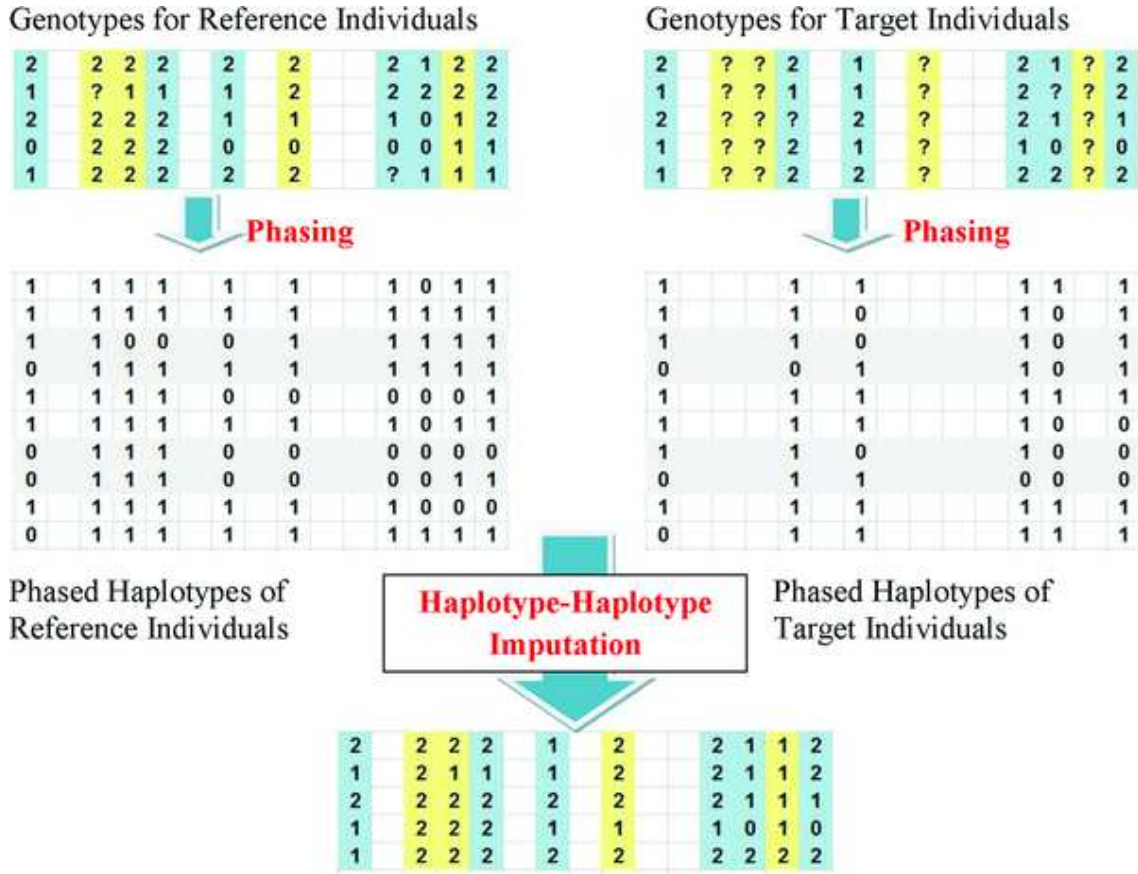 Genotypes for Reference Individuals
2 2 2 2 2 2 2 1 2 2
1 ? 1 1 1 2 2 2 2 2
2 2 2 2 1 1 1 0 1 2
0 2 2 2 0 0 0 0 1 1
1 2 2 2 2 2 ? 1 1 1
Genotypes for Target Individuals
2 ? ? 2 1 ? 2 1 ? 2
1 ? ? 1 1 ? 2 ? ? 2
2 ? ? ? 2 ? 2 1 ? 1
1 ? ? 2 1 ? 1 0 ? 0
1 ? ? 2 2 ? 2 2 ? 2
Phasing
Phasing
1 1 1 1 1 1 1 0 1 1
1 1 1 1 1 1 1 1 1 1
1 1 0 0 0 1 1 1 1 1
0 1 1 1 1 1 1 1 1 1
1 1 1 1 0 0 0 0 0 1
1 1 1 1 1 1 1 0 1 1
0 1 1 1 0 0 0 0 0 0
0 1 1 1 0 0 0 0 1 1
1 1 1 1 1 1 1 0 0 0
0 1 1 1 1 1 1 1 1 1
1 1 1 1 1 1
1 1 0 1 0 1
1 1 0 1 0 1
0 0 1 1 0 1
1 1 1 1 1 1
1 1 1 1 0 0
1 1 0 1 0 0
0 1 1 0 0 0
1 1 1 1 1 1
0 1 1 1 1 1
Phased Haplotypes of
Reference Individuals
Haplotype-Haplotype
Imputation
Phased Haplotypes of
Target Individuals
2 2 2 2 1 2 2 1 1 2
1 2 1 1 1 2 2 1 1 2
2 2 2 2 2 2 2 1 1 1
1 2 2 2 1 1 1 0 1 0
1 2 2 2 2 2 2 2 2 2